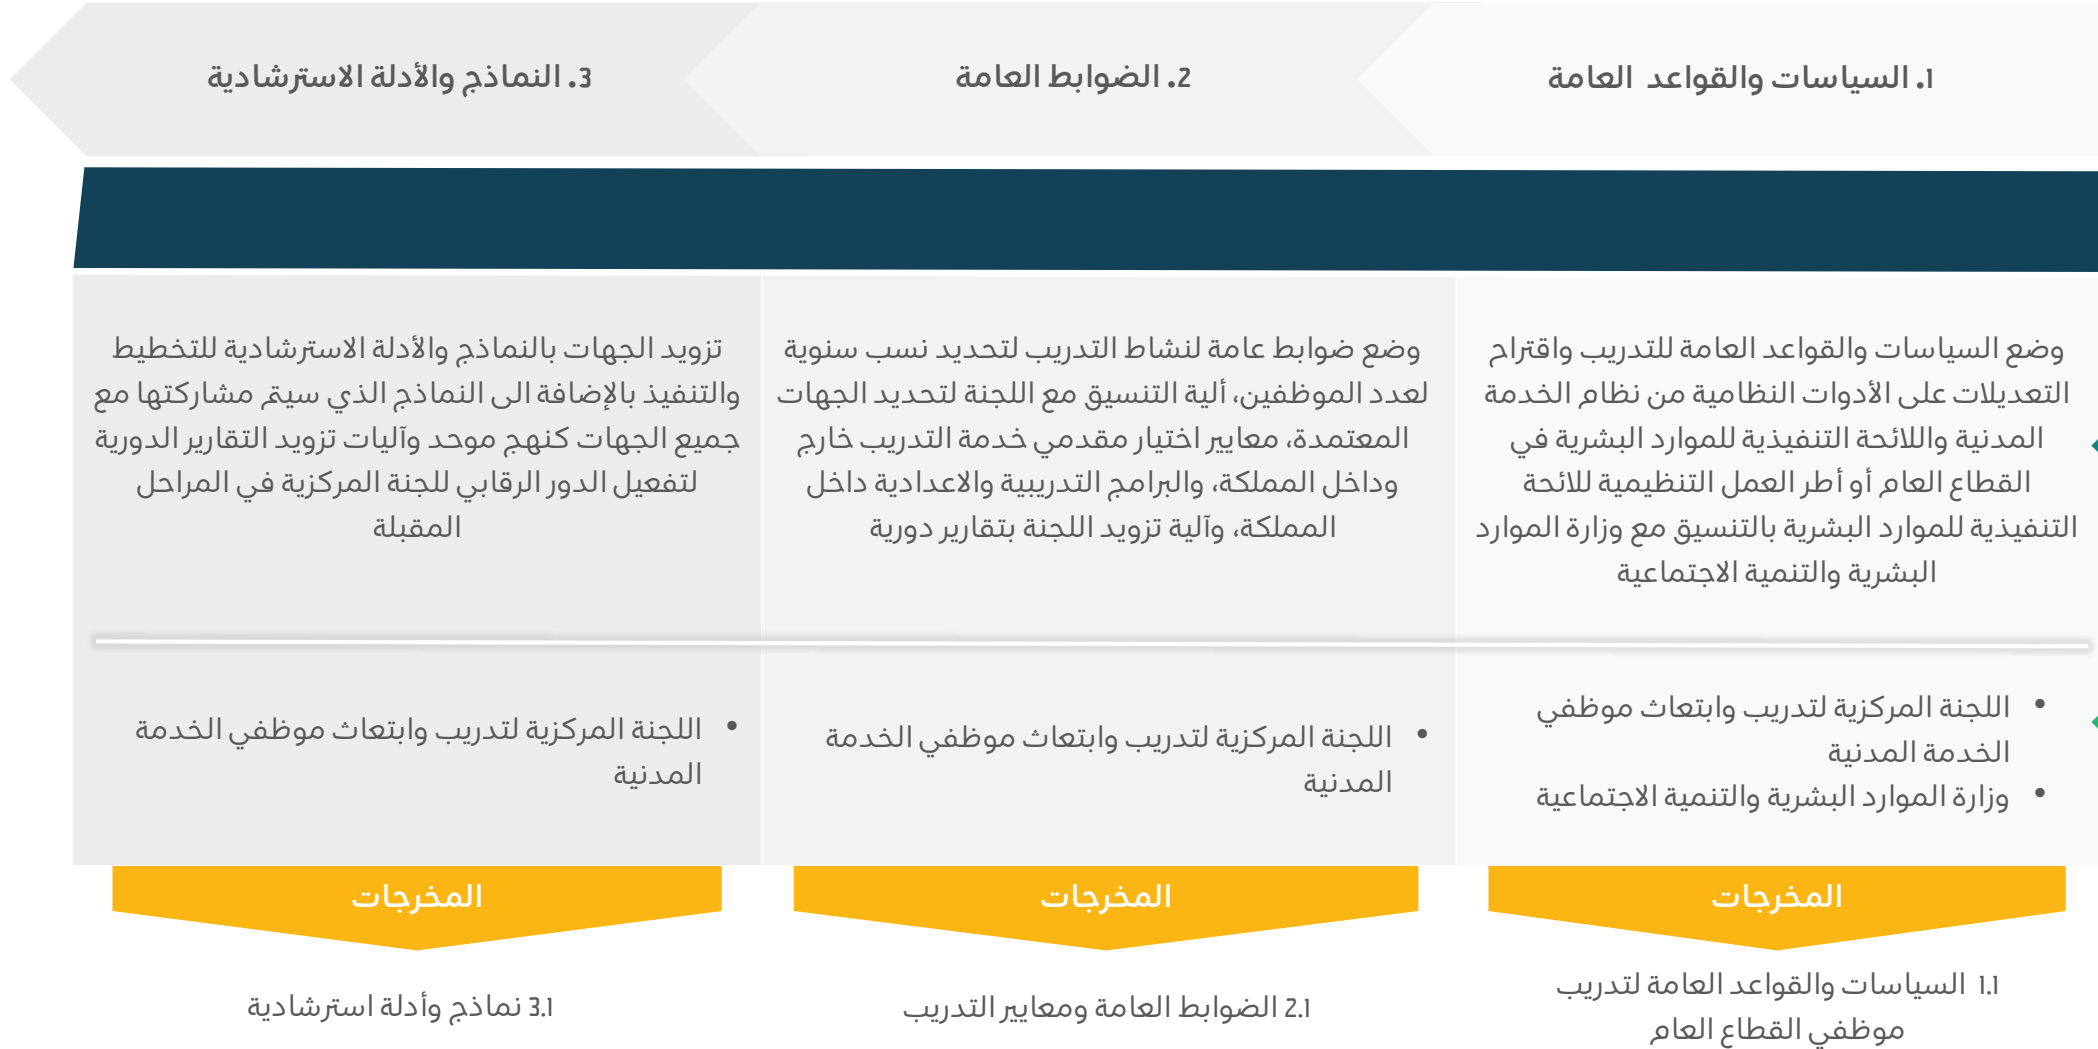 1. السياسات والقواعد العامة
2. الضوابط العامة
3. النماذج والأدلة الاسترشادية
وضع السياسات والقواعد العامة للتدريب واقتراح
التعديلات على الأدوات النظامية من نظام الخدمة
المدنية واللائحة التنفيذية للموارد البشرية في
القطاع العام أو أطر العمل التنظيمية للائحة
التنفيذية للموارد البشرية بالتنسيق مع وزارة الموارد
البشرية والتنمية الاجتماعية
وضع ضوابط عامة لنشاط التدريب لتحديد نسب سنوية
لعدد الموظفين، ألية التنسيق مع اللجنة لتحديد الجهات
المعتمدة، معايير اختيار مقدمي خدمة التدريب خارج
وداخل المملكة، والبرامج التدريبية والاعدادية داخل
المملكة، وآلية تزويد اللجنة بتقارير دورية
تزويد الجهات بالنماذج والأدلة الاسترشادية للتخطيط
والتنفيذ بالإضافة الى النماذج الذي سيتم مشاركتها مع
جميع الجهات كنهج موحد وآليات تزويد التقارير الدورية
لتفعيل الدور الرقابي للجنة المركزية في المراحل
المقبلة
• اللجنة المركزية لتدريب وابتعاث موظفي
الخدمة المدنية
• وزارة الموارد البشرية والتنمية الاجتماعية
• اللجنة المركزية لتدريب وابتعاث موظفي الخدمة
المدنية
• اللجنة المركزية لتدريب وابتعاث موظفي الخدمة
المدنية
المخرجات
المخرجات
المخرجات
1.1 السياسات والقواعد العامة لتدريب
موظفي القطاع العام
2.1 الضوابط العامة ومعايير التدريب
3.1 نماذج وأدلة استرشادية